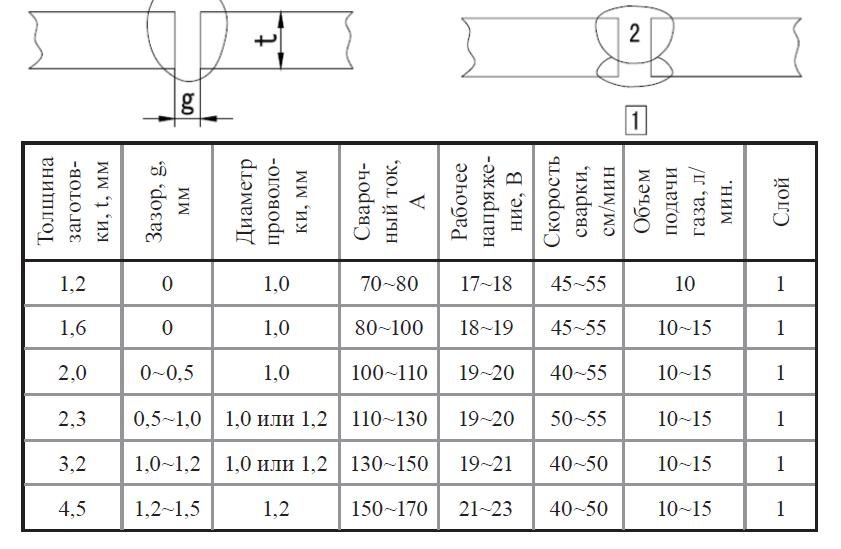 t
2
g
1
Толщина заготов-ки, t, мм
Зазор, g, мм
Диаметр проволо-ки, мм
Свароч-ный ток, А
Рабочее напряже-ние, В
Скорость сварки, см/мин
Объем подачи газа, л/мин.
Слой
1,2 0 1,0 70~80 17~18 45~55 10 1
1,6 0 1,0 80~100 18~19 45~55 10~15 1
2,0 0~0,5 1,0 100~110 19~20 40~55 10~15 1
2,3 0,5~1,0 1,0 или 1,2 110~130 19~20 50~55 10~15 1
3,2 1,0~1,2 1,0 или 1,2 130~150 19~21 40~50 10~15 1
4,5 1,2~1,5 1,2 150~170 21~23 40~50 10~15 1